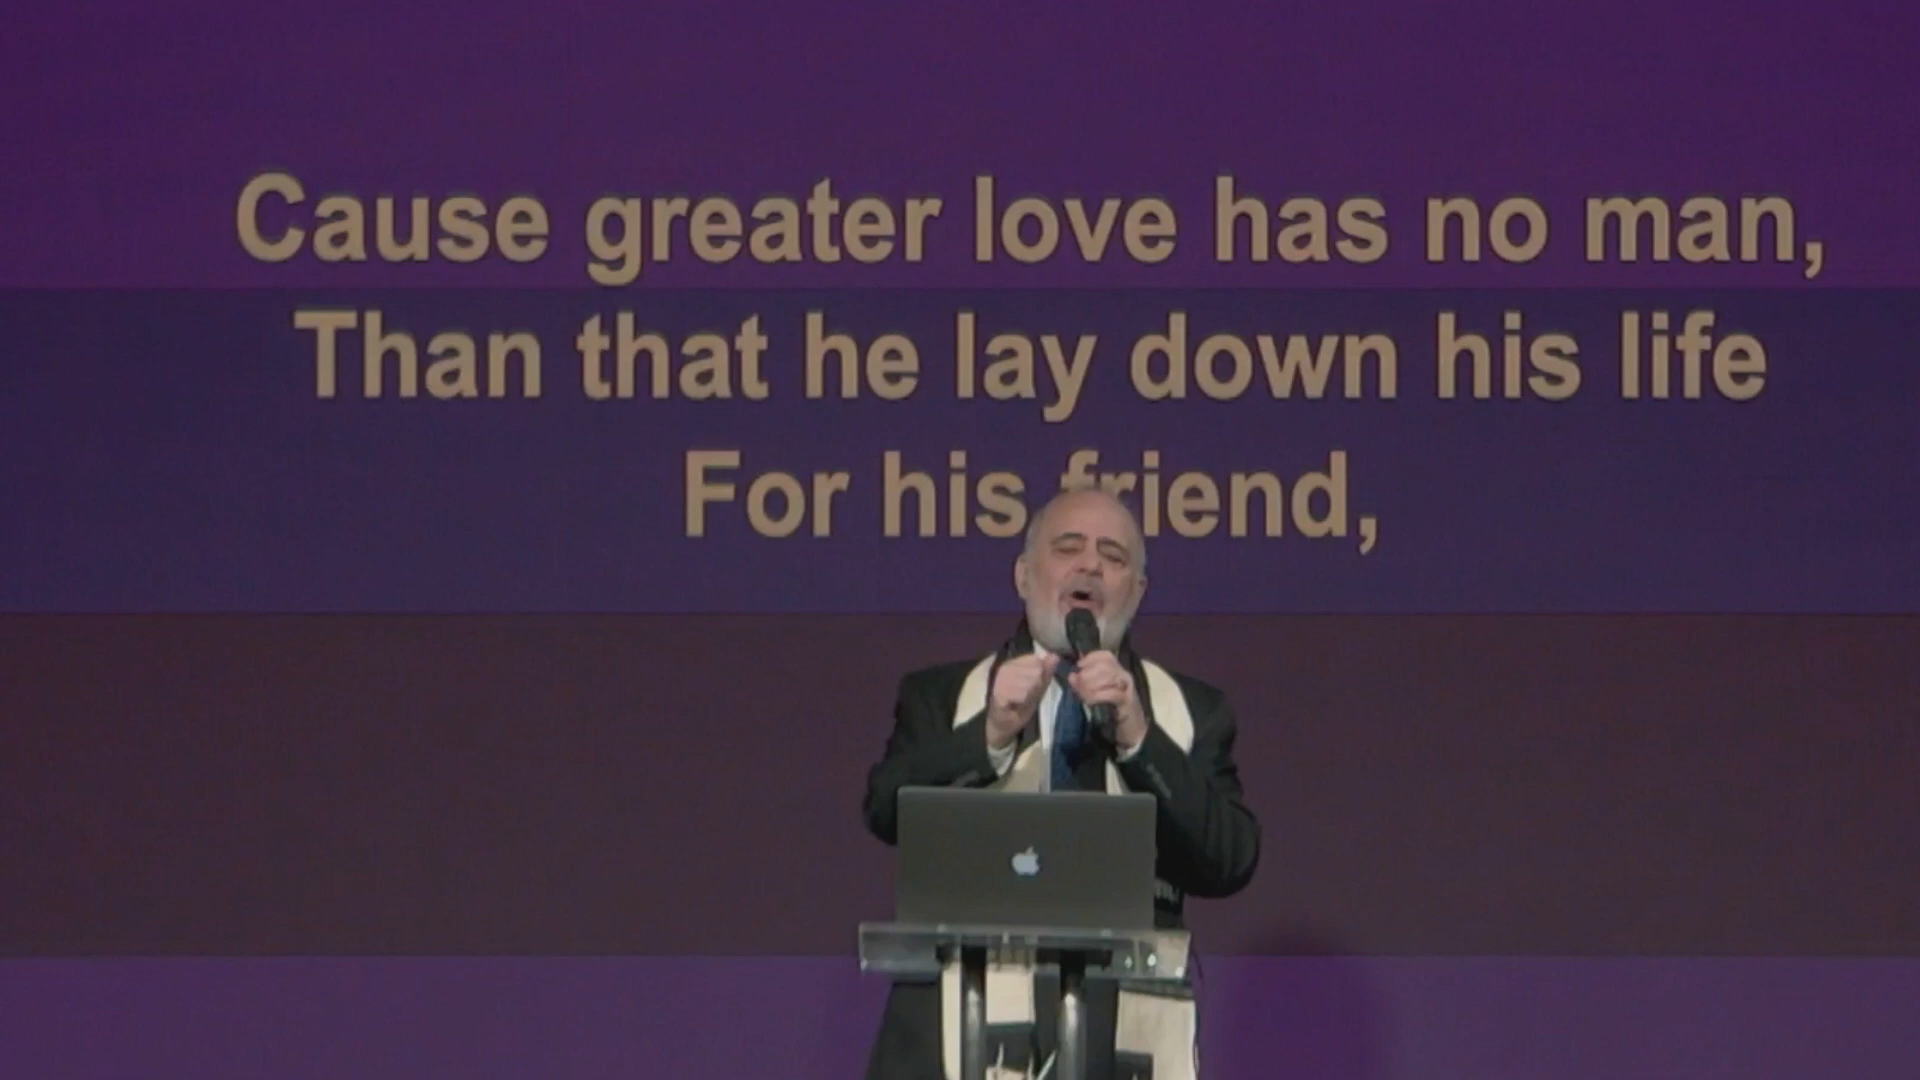 Cause greater love has no man,
Than that he lay down his life
For his friend,